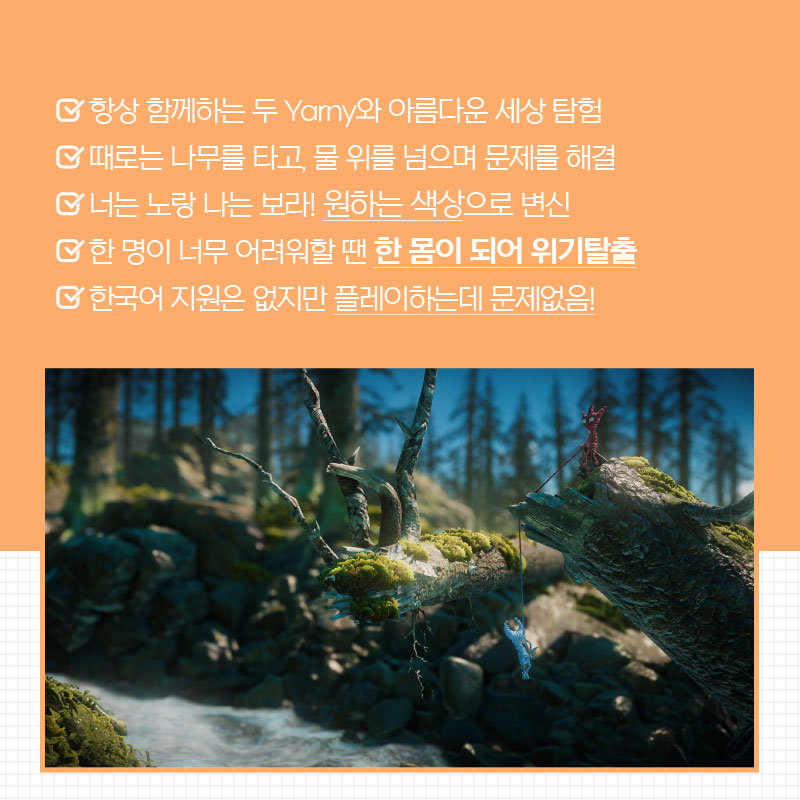 항상 함께하는 두 Yarny와 아름다운 세상 탐험
때로는 나무를 타고, 물 위를 넘으며 문제를 해결
너는 노랑 나는 보라! 원하는 색상으로 변신
한 명이 너무 어려워할 땐 한 몸이 되어 위기탈출
한국어 지원은 없지만 플레이하는데 문제없음!